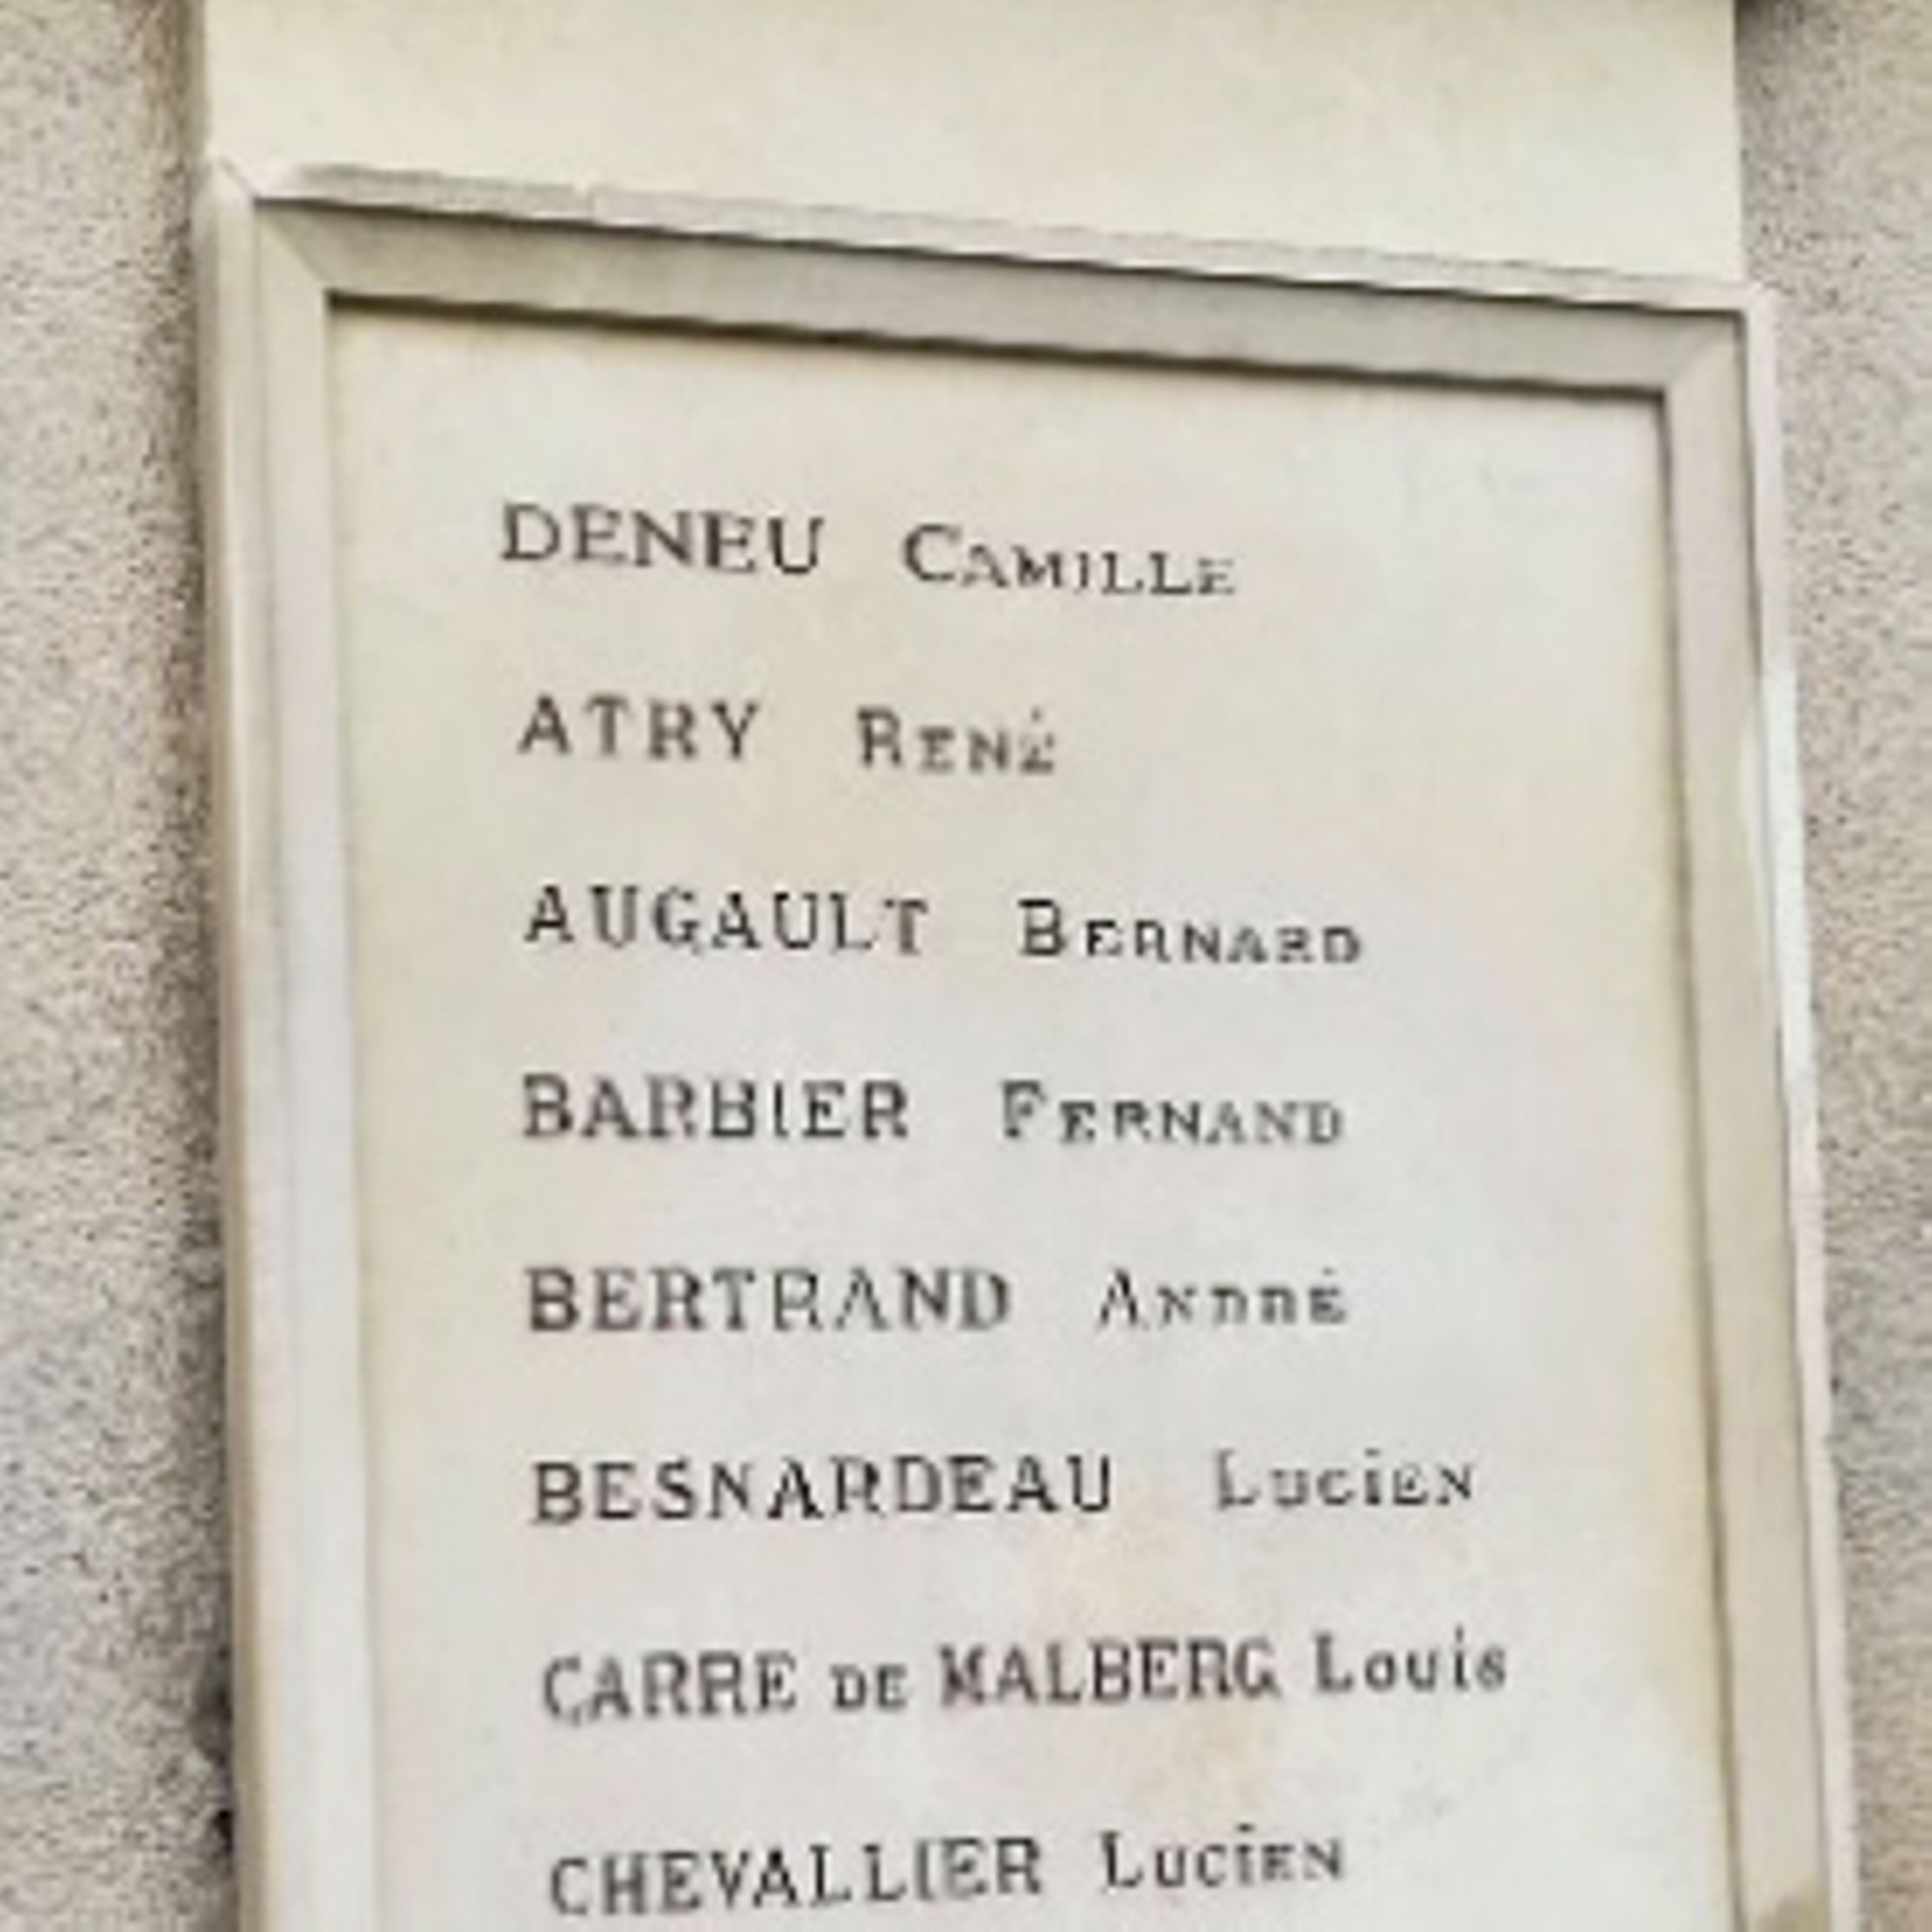 DENEU CAMILLE
ATRY RENÉ
AUGAULT BERNARD
BARBIER FERNAND
BERTRAND ANDRÉ
BESNARDEAU LUCiEN
CARRE DE MALBERG Louis
CHEVALLIER LuciEN